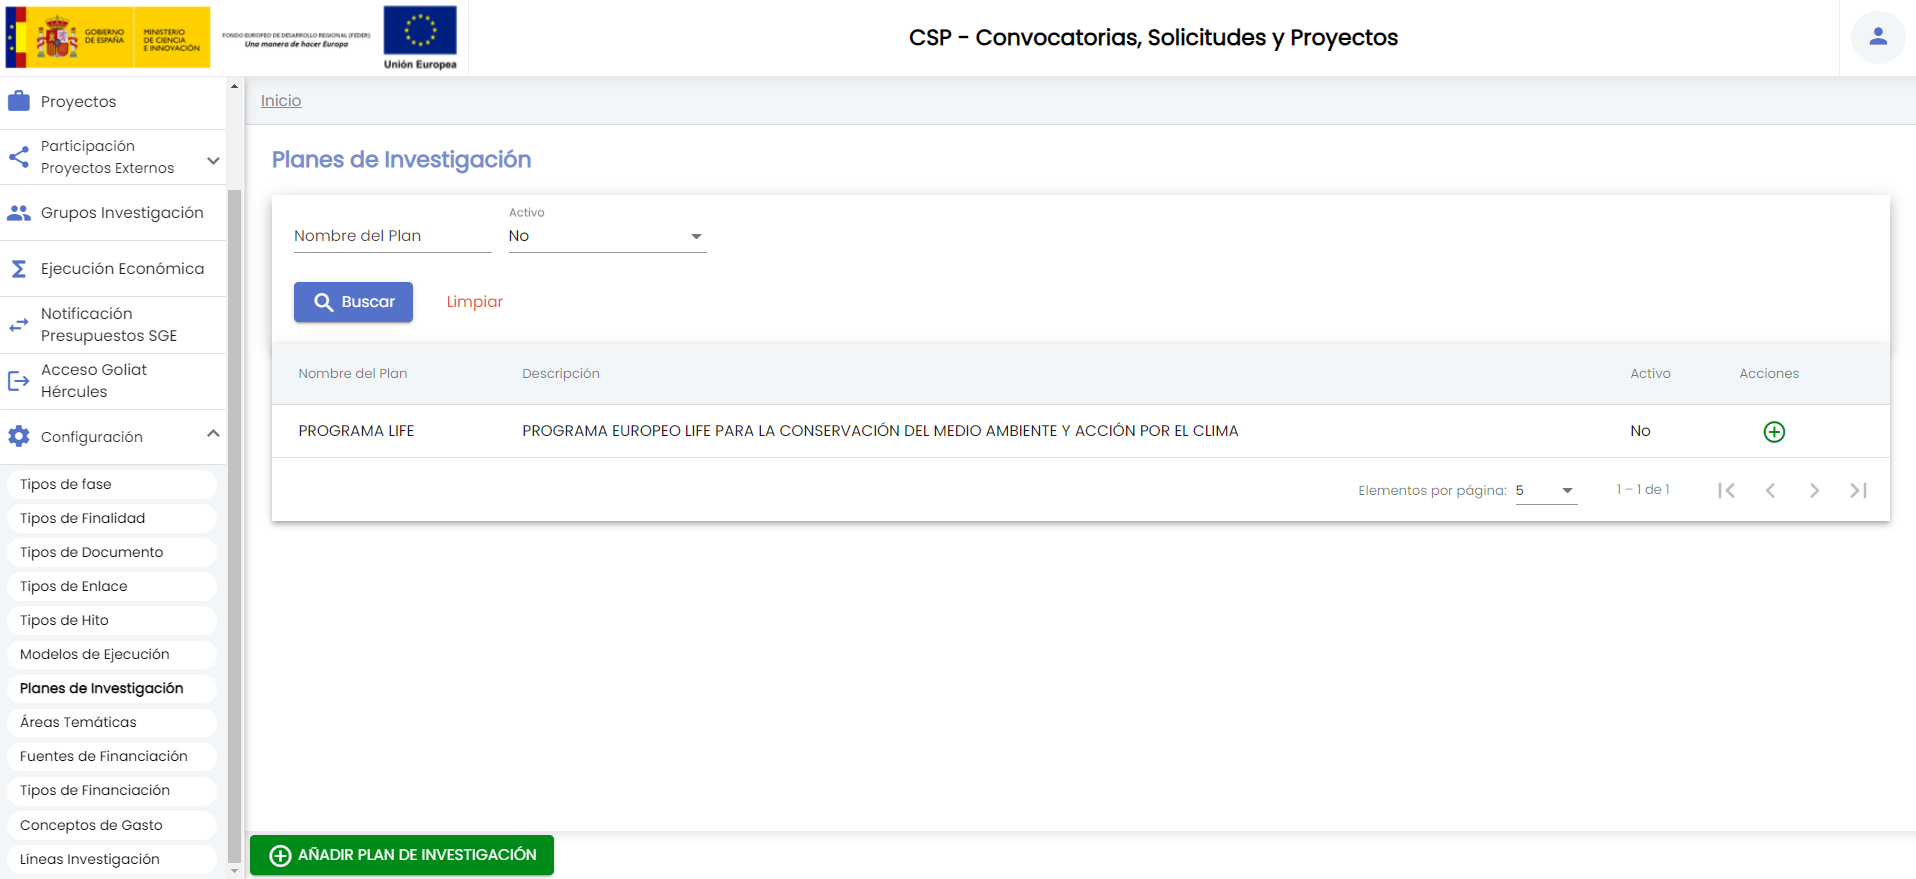 GOBIERNO
DE ESPAÑA
MINISTERIO
DE CIENCIA
E INNOVACIÓN
FONDO EUROPEO DE DESARROLLO REGIONAL (FEDER)
Una manera de hacer Europa
Unión Europea
CSP - Convocatorias, Solicitudes y Proyectos
Proyectos
Participación
Proyectos Externos
Grupos Investigación
Ejecución Económica
Notificación
Presupuestos SGE
Acceso Goliat
Hércules
Configuración
Tipos de fase
Tipos de Finalidad
Tipos de Documento
Tipos de Enlace
Tipos de Hito
Modelos de Ejecución
Planes de Investigación
Áreas Temáticas
Fuentes de Financiación
Tipos de Financiación
Conceptos de Gasto
Líneas Investigación
Inicio
Planes de Investigación
Nombre del Plan
Activo
No
Buscar
Limpiar
Nombre del Plan Descripción Activo Acciones
PROGRAMA LIFE PROGRAMA EUROPEO LIFE PARA LA CONSERVACIÓN DEL MEDIO AMBIENTE Y ACCIÓN POR EL CLIMA No
Elementos por página: 5 1 – 1 de 1
AÑADIR PLAN DE INVESTIGACIÓN